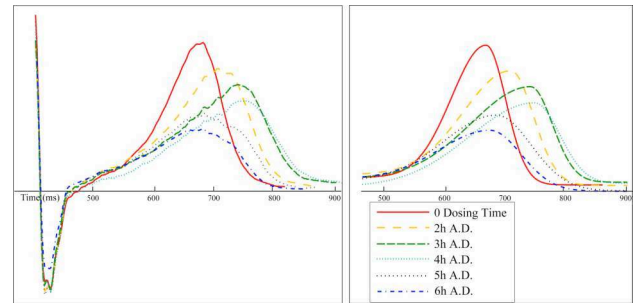 Time (ms) 500 600 700 800 900
500 600 700 800 900
0 Dosing Time
2h A.D.
3h A.D.
4h A.D.
5h A.D.
6h A.D.